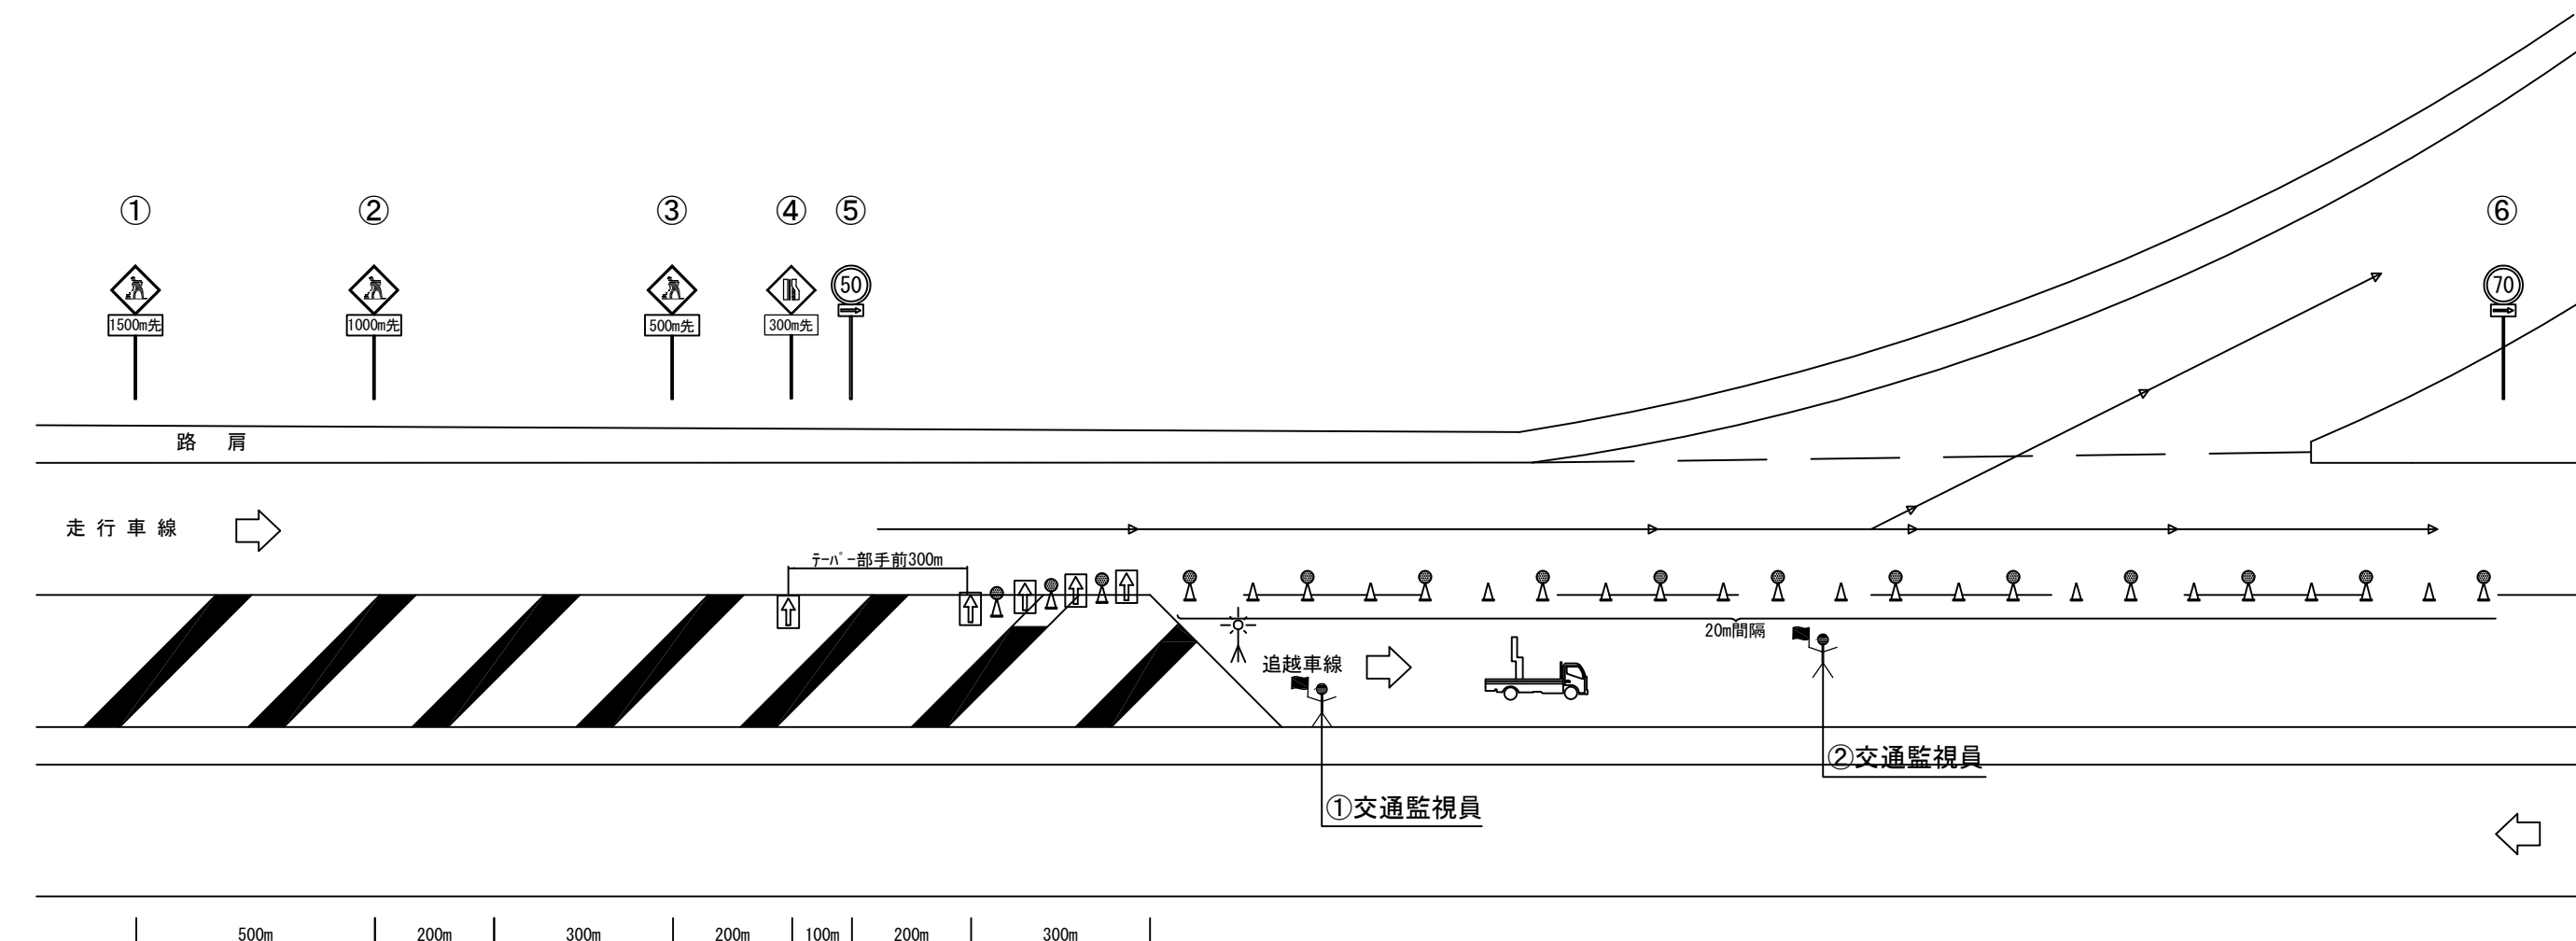 ① ② ③ ④ ⑤ ⑥
50 70
1500m先 1000m先 500m先 300m先
路 肩
走 行 車 線
ﾃｰﾊﾟｰ部手前300m
20m間隔
追越車線
②交通監視員
①交通監視員
500m 200m 300m 200m 100m 200m 300m